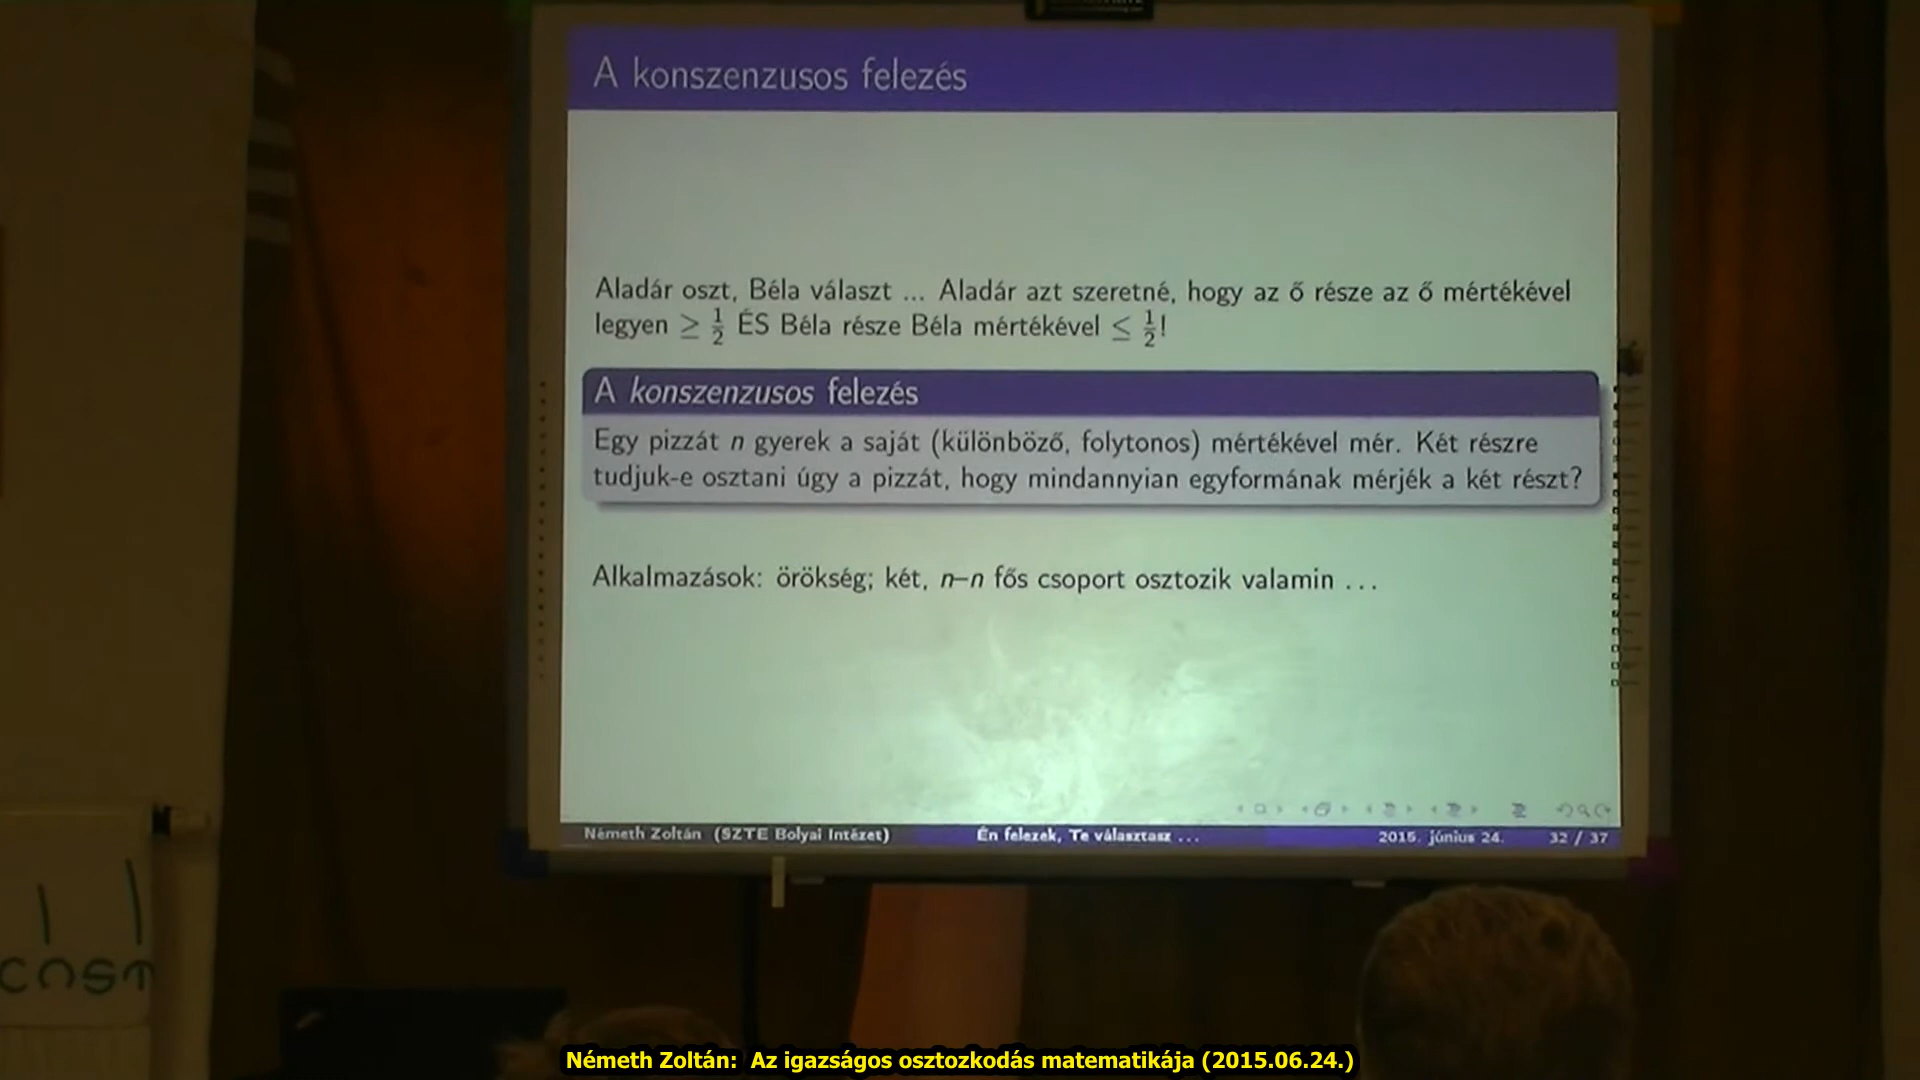 A konszenzusos felezés
Aladár oszt, Béla választ ... Aladár azt szeretné, hogy az ő része az ő mértékével
legyen ≥ 1/2 ÉS Béla része Béla mértékével ≤ 1/2!
A konszenzusos felezés
Egy pizzát n gyerek a saját (különböző, folytonos) mértékével mér. Két részre
tudjuk-e osztani úgy a pizzát, hogy mindannyian egyformának mérjék a két részt?
Alkalmazások: örökség; két, n–n fős csoport osztozik valamin ...
Németh Zoltán (SZTE Bolyai Intézet) Én felezek, Te választasz ... 2015. június 24. 32 / 37
Németh Zoltán: Az igazságos osztozkodás matematikája (2015.06.24.)